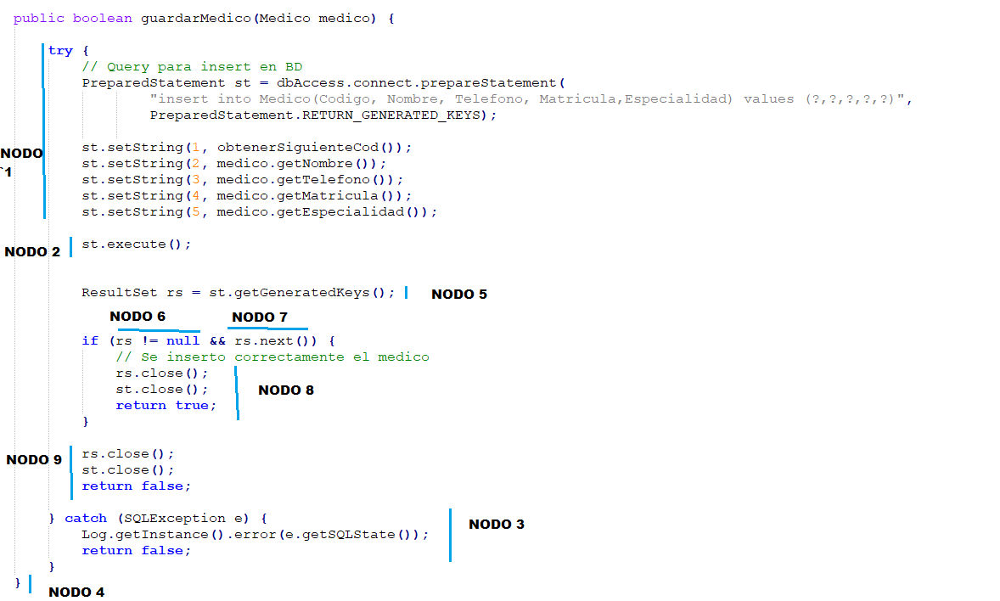 public boolean guardarMedico(Medico medico) {
try {
// Query para insert en BD
PreparedStatement st = dbAccess.connect.prepareStatement(
"insert into Medico(Codigo, Nombre, Telefono, Matricula,Especialidad) values (?,?,?,?,?)",
PreparedStatement.RETURN_GENERATED_KEYS);
st.setString(1, obtenerSiguienteCod());
NODO
st.setString(2, medico.getNombre());
`1
st.setString(3, medico.getTelefono());
st.setString(4, medico.getMatricula());
st.setString(5, medico.getEspecialidad());
NODO 2
st.execute();
ResultSet rs = st.getGeneratedKeys();
NODO 5
NODO 6
NODO 7
if (rs != null && rs.next()) {
// Se inserto correctamente el medico
rs.close();
st.close();
NODO 8
return true;
}
rs.close();
NODO 9
st.close();
return false;
} catch (SQLException e) {
NODO 3
Log.getInstance().error(e.getSQLState());
return false;
}
}
NODO 4